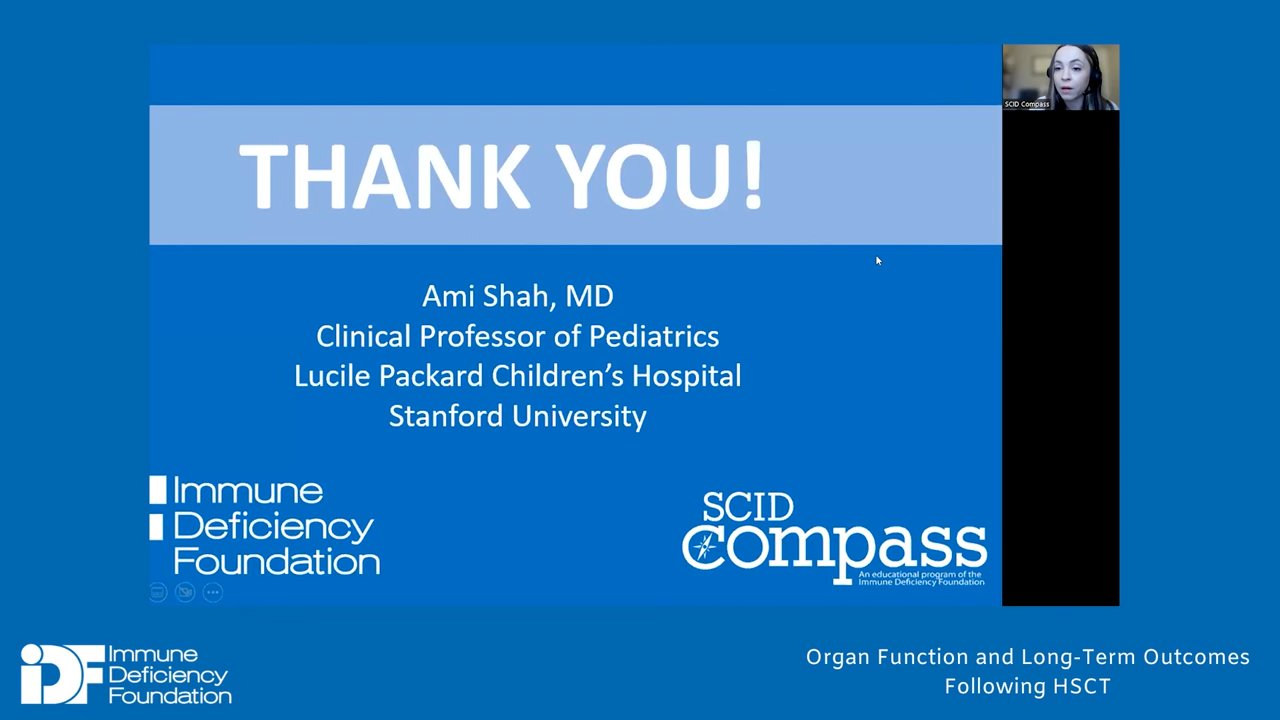 SCID Compass
THANK YOU!
Ami Shah, MD
Clinical Professor of Pediatrics
Lucile Packard Children’s Hospital
Stanford University
Immune
Deficiency
Foundation
SCID
Compass
An educational program of the
Immune Deficiency Foundation
IDF
Immune
Deficiency
Foundation
Organ Function and Long-Term Outcomes
Following HSCT